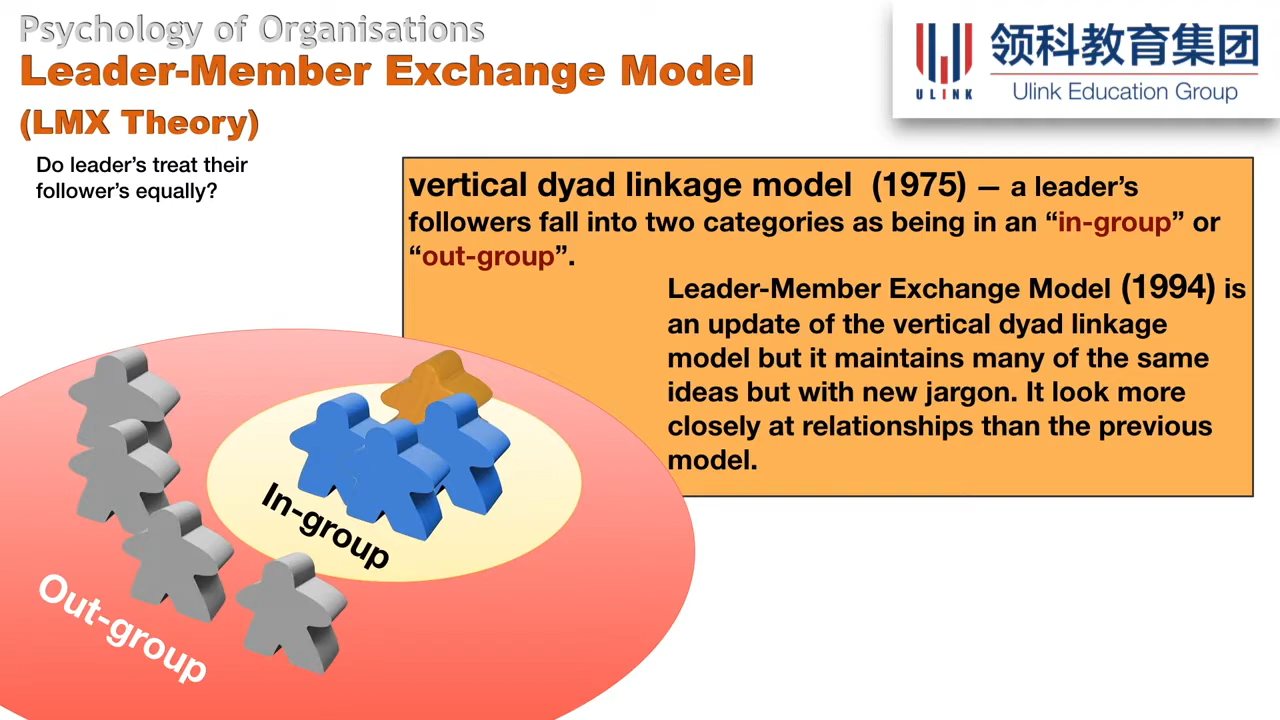 Psychology of Organisations
Leader-Member Exchange Model
(LMX Theory)
ULINK
领科教育集团
Ulink Education Group
Do leader's treat their
follower's equally?
vertical dyad linkage model (1975) — a leader's
followers fall into two categories as being in an “in-group” or
“out-group”.
Leader-Member Exchange Model (1994) is
an update of the vertical dyad linkage
model but it maintains many of the same
ideas but with new jargon. It look more
closely at relationships than the previous
model.
In-group
Out-group